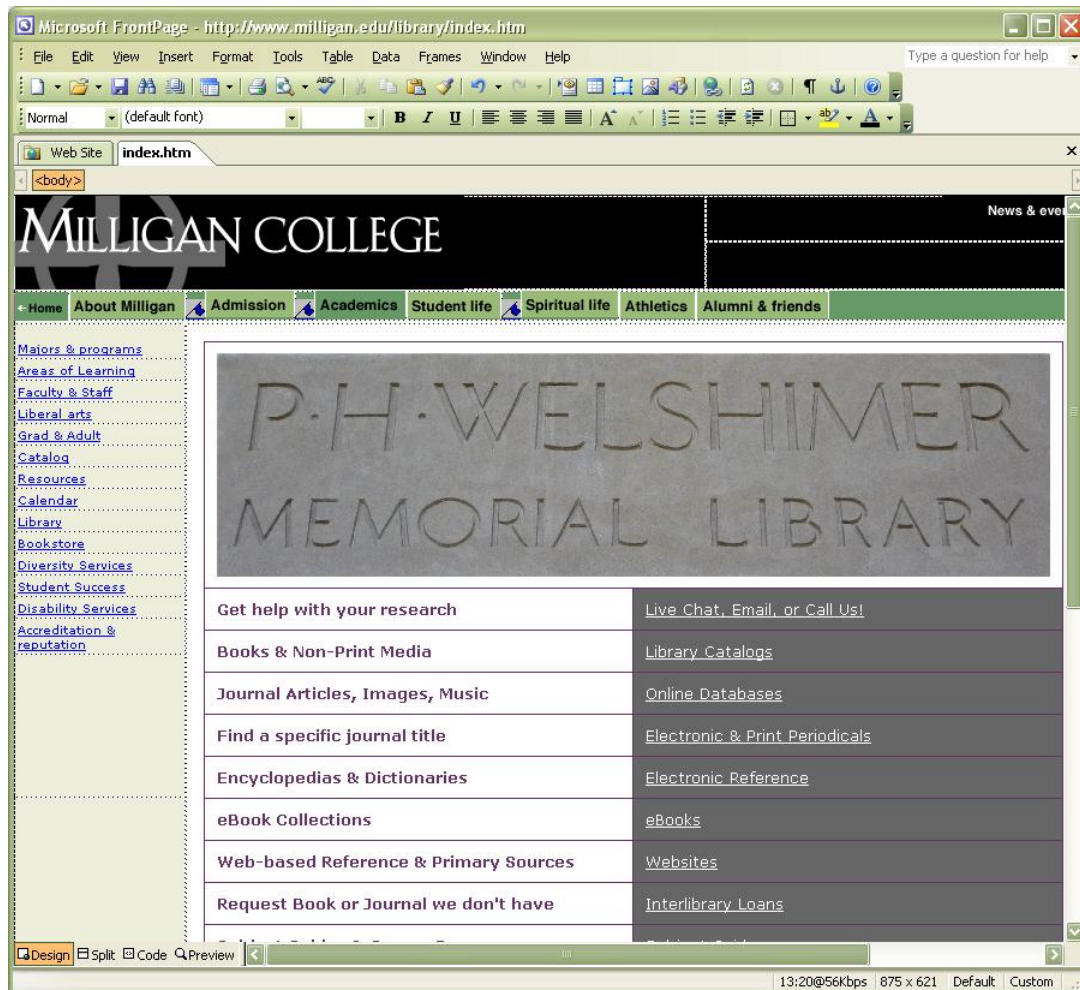 Microsoft FrontPage - http://www.milligan.edu/library/index.htm
File Edit View Insert Format Tools Table Data Frames Window Help
Type a question for help
Normal (default font) B I U A A ab A
Web Site index.htm
<body>
MILLIGAN COLLEGE
News & eve
Home About Milligan Admission Academics Student life Spiritual life Athletics Alumni & friends
Majors & programs
Areas of Learning
Faculty & Staff
Liberal arts
Grad & Adult
Catalog
Resources
Calendar
Library
Bookstore
Diversity Services
Student Success
Disability Services
Accreditation &
reputation
P·H·WELSHIMER
MEMORIAL LIBRARY
Get help with your research Live Chat, Email, or Call Us!
Books & Non-Print Media Library Catalogs
Journal Articles, Images, Music Online Databases
Find a specific journal title Electronic & Print Periodicals
Encyclopedias & Dictionaries Electronic Reference
eBook Collections eBooks
Web-based Reference & Primary Sources Websites
Request Book or Journal we don't have Interlibrary Loans
Design Split Code Preview
13:20@56Kbps 875 x 621 Default Custom